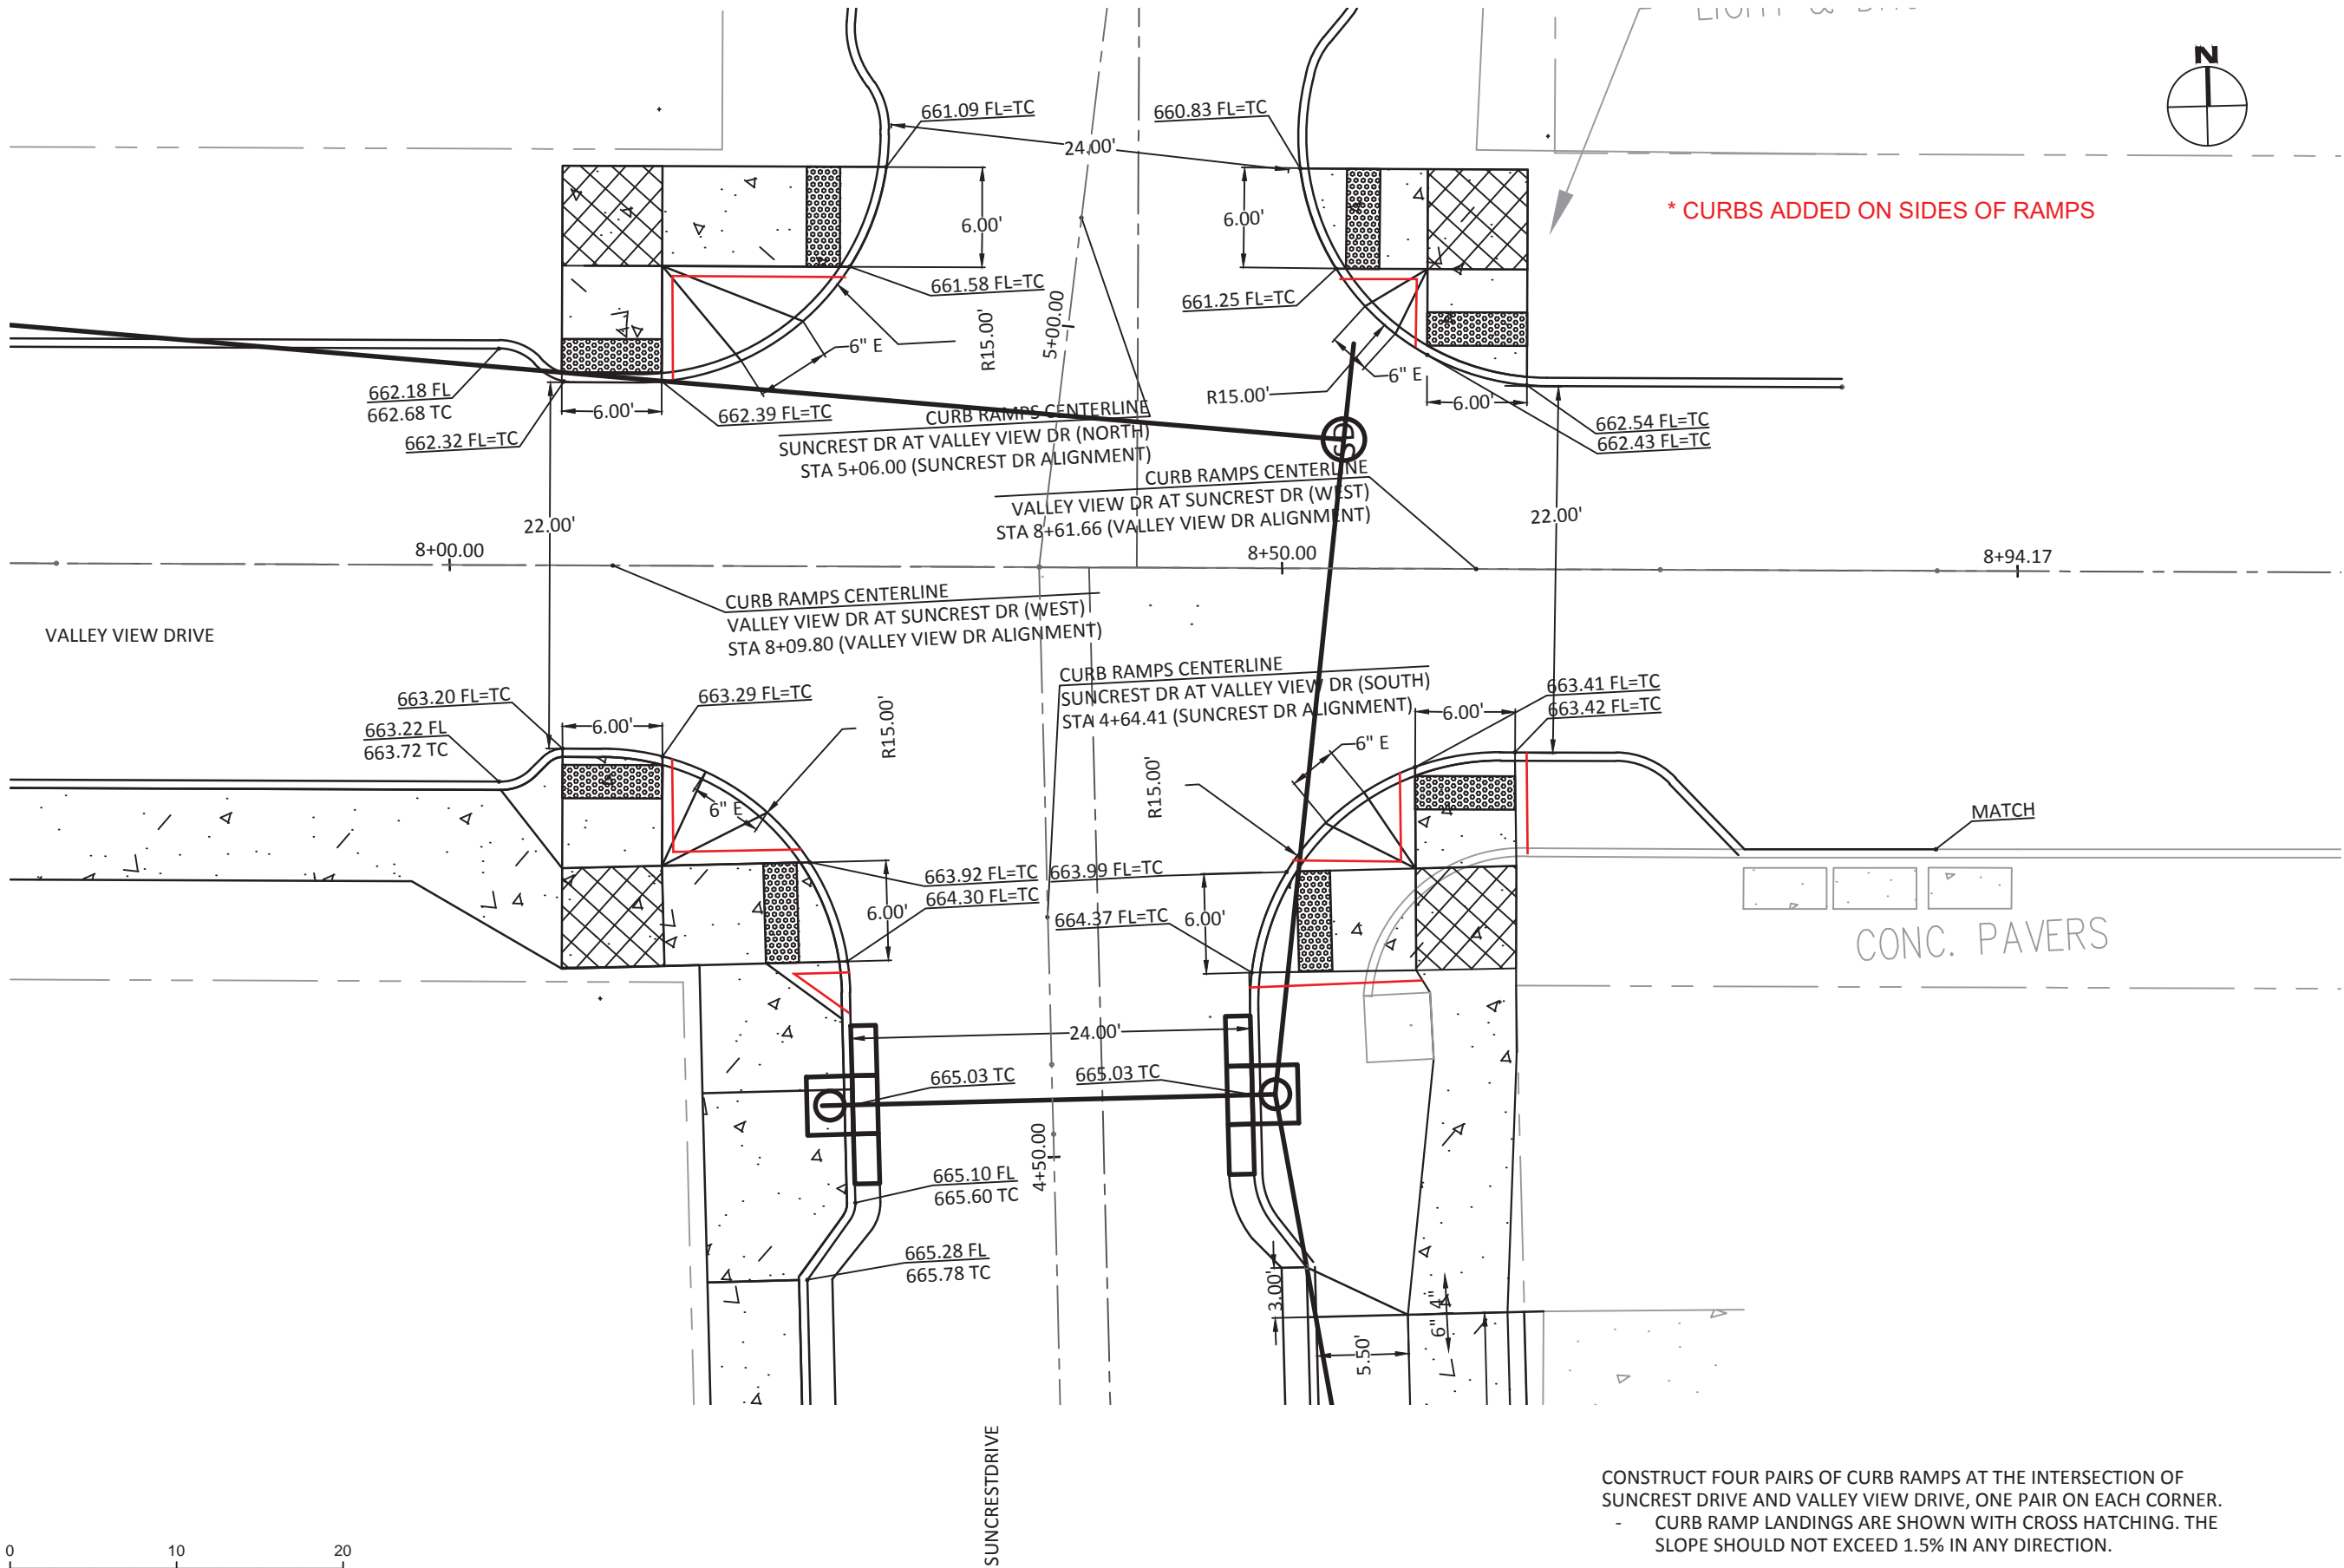 N
661.09 FL=TC
660.83 FL=TC
24.00'
* CURBS ADDED ON SIDES OF RAMPS
6.00'
6.00'
661.58 FL=TC
661.25 FL=TC
R15.00'
5+00.00
6" E
6" E
R15.00'
662.18 FL
662.68 TC
662.32 FL=TC
6.00'
662.39 FL=TC
6.00'
662.54 FL=TC
662.43 FL=TC
CURB RAMPS CENTERLINE
SUNCREST DR AT VALLEY VIEW DR (NORTH)
STA 5+06.00 (SUNCREST DR ALIGNMENT)
CURB RAMPS CENTERLINE
VALLEY VIEW DR AT SUNCREST DR (WEST)
STA 8+61.66 (VALLEY VIEW DR ALIGNMENT)
22.00'
22.00'
8+00.00
8+50.00
8+94.17
CURB RAMPS CENTERLINE
VALLEY VIEW DR AT SUNCREST DR (WEST)
STA 8+09.80 (VALLEY VIEW DR ALIGNMENT)
VALLEY VIEW DRIVE
CURB RAMPS CENTERLINE
SUNCREST DR AT VALLEY VIEW DR (SOUTH)
STA 4+64.41 (SUNCREST DR ALIGNMENT)
663.20 FL=TC
663.22 FL
663.72 TC
6.00'
663.29 FL=TC
R15.00'
6.00'
663.41 FL=TC
663.42 FL=TC
6" E
R15.00'
6" E
MATCH
663.92 FL=TC
664.30 FL=TC
663.99 FL=TC
664.37 FL=TC
6.00'
6.00'
CONC. PAVERS
24.00'
665.03 TC
665.03 TC
4+50.00
665.10 FL
665.60 TC
665.28 FL
665.78 TC
3.00'
5.50'
6" 4"
SUNCRESTDRIVE
CONSTRUCT FOUR PAIRS OF CURB RAMPS AT THE INTERSECTION OF
SUNCREST DRIVE AND VALLEY VIEW DRIVE, ONE PAIR ON EACH CORNER.
- CURB RAMP LANDINGS ARE SHOWN WITH CROSS HATCHING. THE
SLOPE SHOULD NOT EXCEED 1.5% IN ANY DIRECTION.
0 10 20